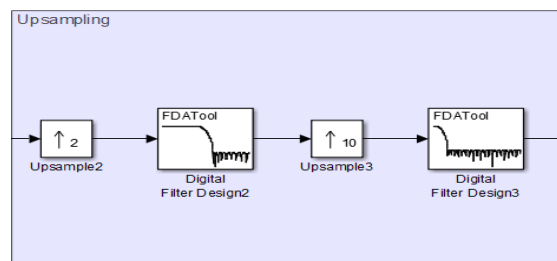 Upsampling
↑ 2
Upsample2
FDATool
Digital
Filter Design2
↑ 10
Upsample3
FDATool
Digital
Filter Design3